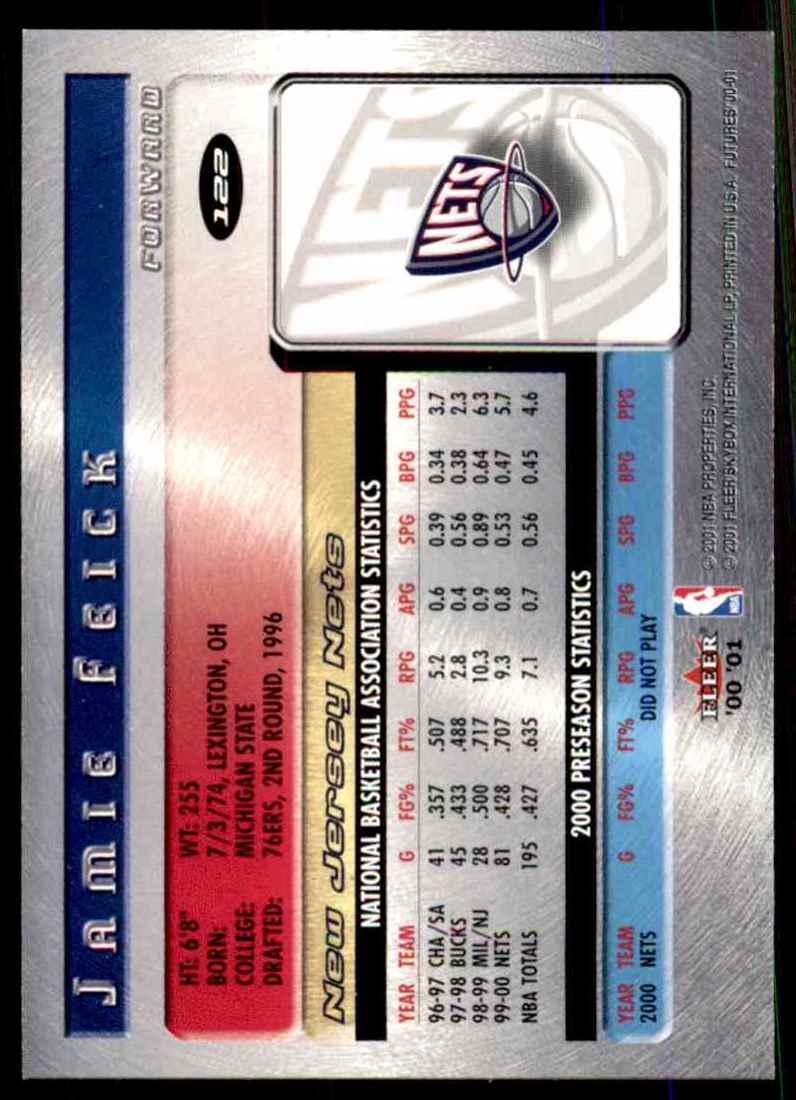 JAMIE FEICK
FORWARD
HT: 6'8" WT: 255
BORN: 7/3/74, LEXINGTON, OH
COLLEGE: MICHIGAN STATE
DRAFTED: 76ERS, 2ND ROUND, 1996
122
NETS
NETS
New Jersey Nets
NATIONAL BASKETBALL ASSOCIATION STATISTICS
YEAR TEAM G FG% FT% RPG APG SPG BPG PPG
96-97 CHA/SA 41 .357 .507 5.2 0.6 0.39 0.34 3.7
97-98 BUCKS 45 .433 .488 2.8 0.4 0.56 0.38 2.3
98-99 MIL/NJ 28 .500 .717 10.3 0.9 0.89 0.64 6.3
99-00 NETS 81 .428 .707 9.3 0.8 0.53 0.47 5.7
NBA TOTALS 195 .427 .635 7.1 0.7 0.56 0.45 4.6
2000 PRESEASON STATISTICS
YEAR TEAM G FG% FT% RPG APG SPG BPG PPG
2000 NETS DID NOT PLAY
FLEER
'00 '01
NBA
© 2001 NBA PROPERTIES, INC.
© 2001 FLEER/SKYBOX INTERNATIONAL LP, PRINTED IN U.S.A. FUTURES '00-01